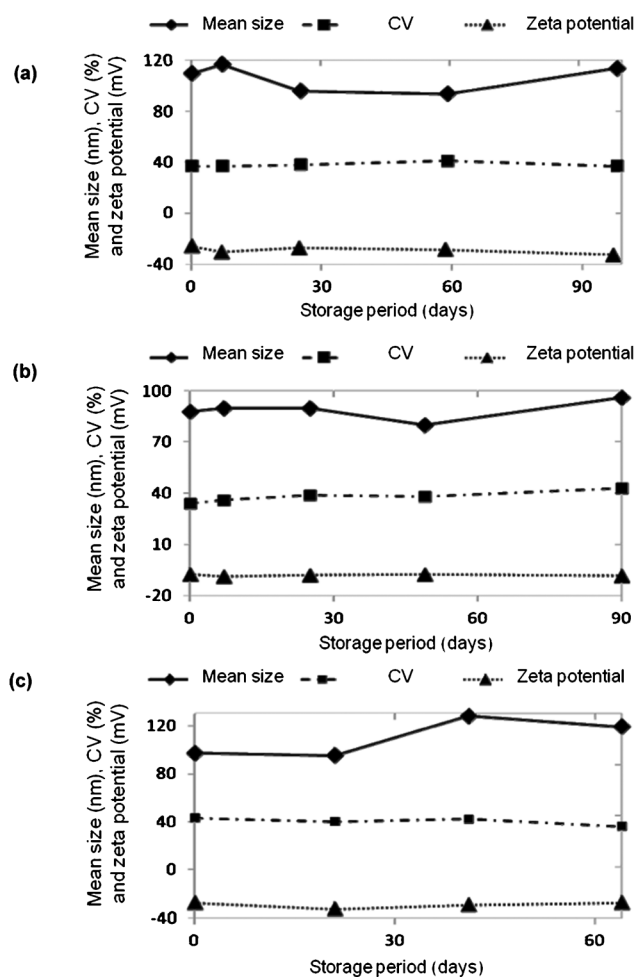 Mean size CV Zeta potential
(a)
Mean size (nm), CV (%)
and zeta potential (mV)
120
80
40
0
-40
0 30 60 90
Storage period (days)
Mean size CV Zeta potential
(b)
Mean size (nm), CV (%)
and zeta potential (mV)
100
70
40
10
-20
0 30 60 90
Storage period (days)
Mean size CV Zeta potential
(c)
Mean size (nm), CV (%)
and zeta potential (mV)
120
80
40
0
-40
0 30 60
Storage period (days)